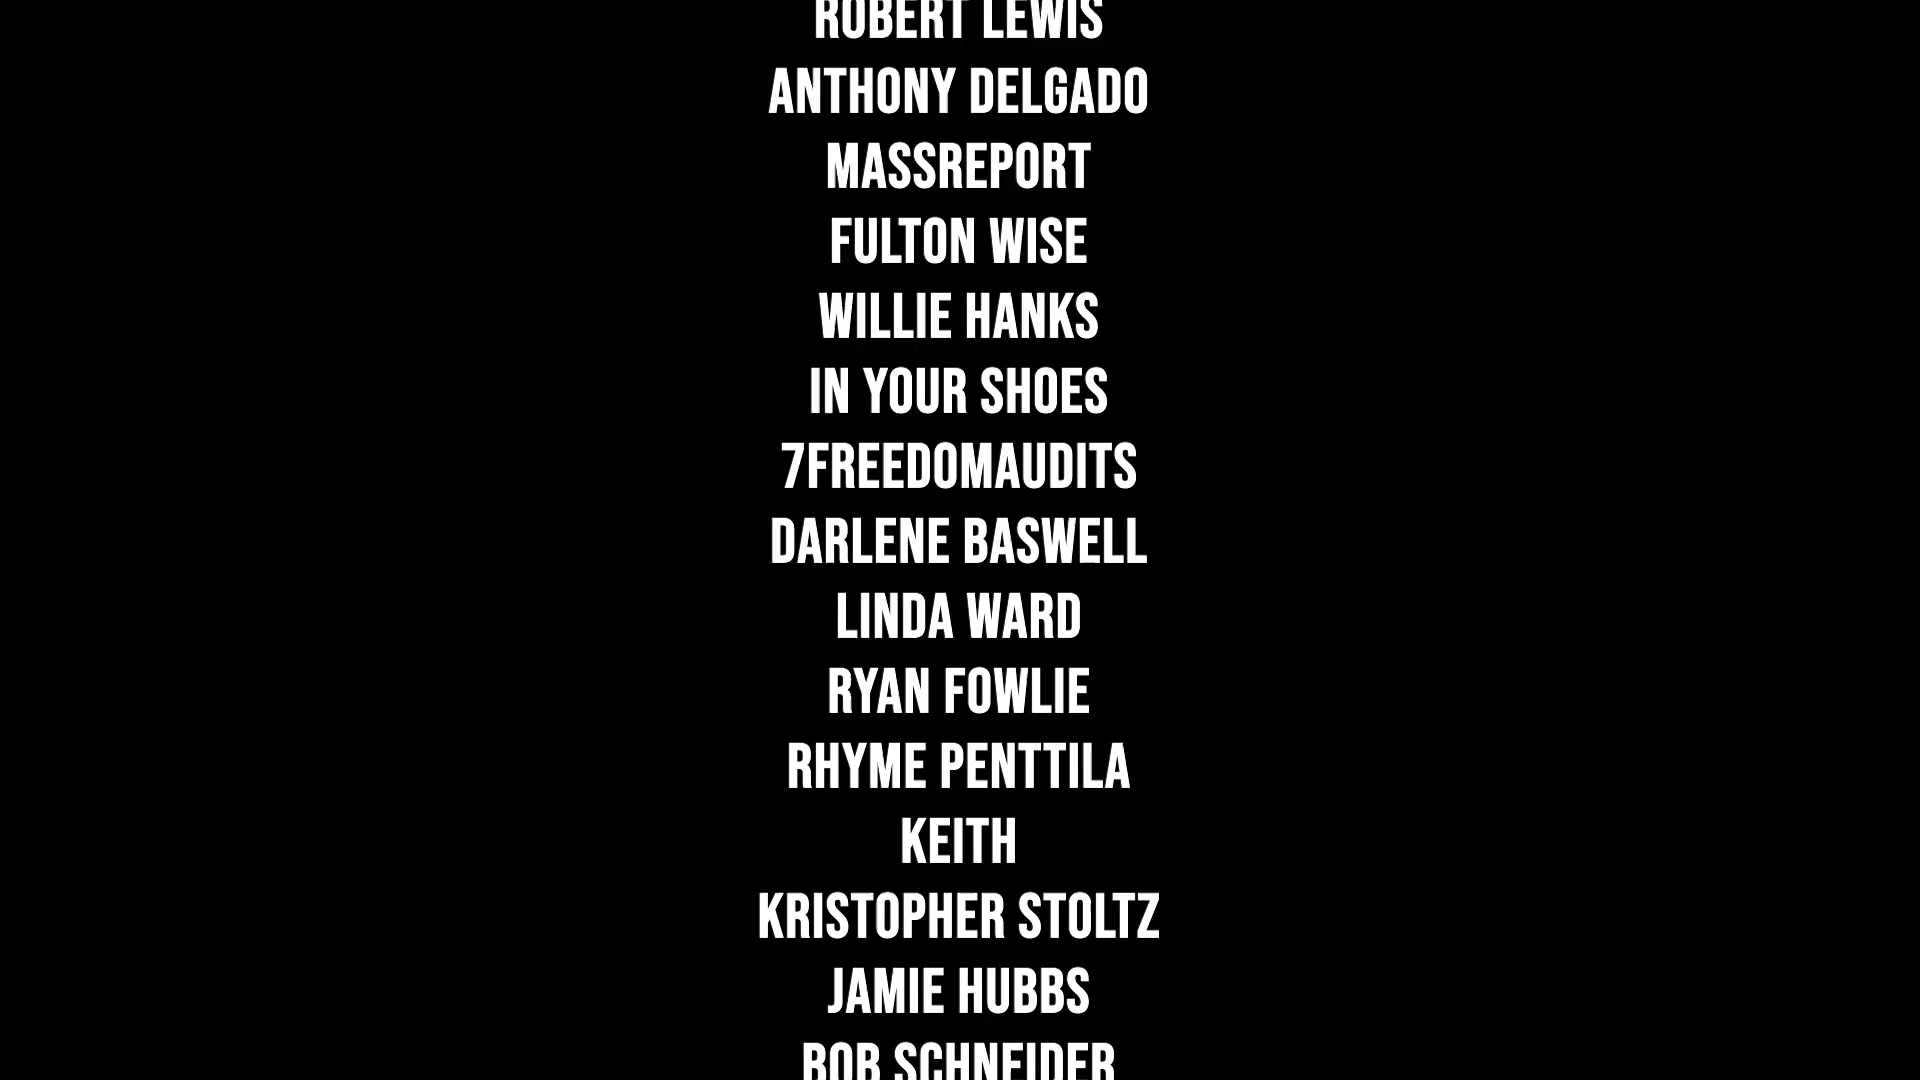 ROBERT LEWIS
ANTHONY DELGADO
MASSREPORT
FULTON WISE
WILLIE HANKS
IN YOUR SHOES
7FREEDOMAUDITS
DARLENE BASWELL
LINDA WARD
RYAN FOWLIE
RHYME PENTTILA
KEITH
KRISTOPHER STOLTZ
JAMIE HUBBS
BOB SCHNEIDER